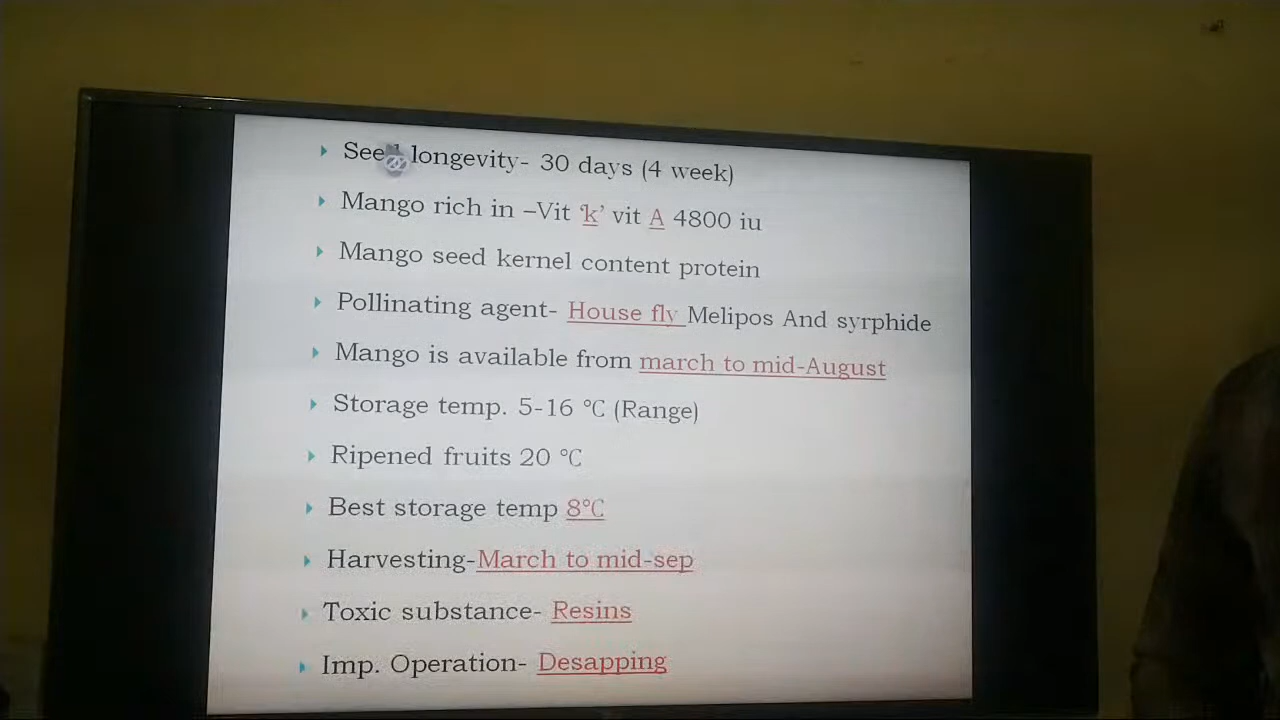 Seed longevity- 30 days (4 week)
Mango rich in –Vit ‘k’ vit A 4800 iu
Mango seed kernel content protein
Pollinating agent- House fly Melipos And syrphide
Mango is available from march to mid-August
Storage temp. 5-16 °C (Range)
Ripened fruits 20 °C
Best storage temp 8°C
Harvesting-March to mid-sep
Toxic substance- Resins
Imp. Operation- Desapping